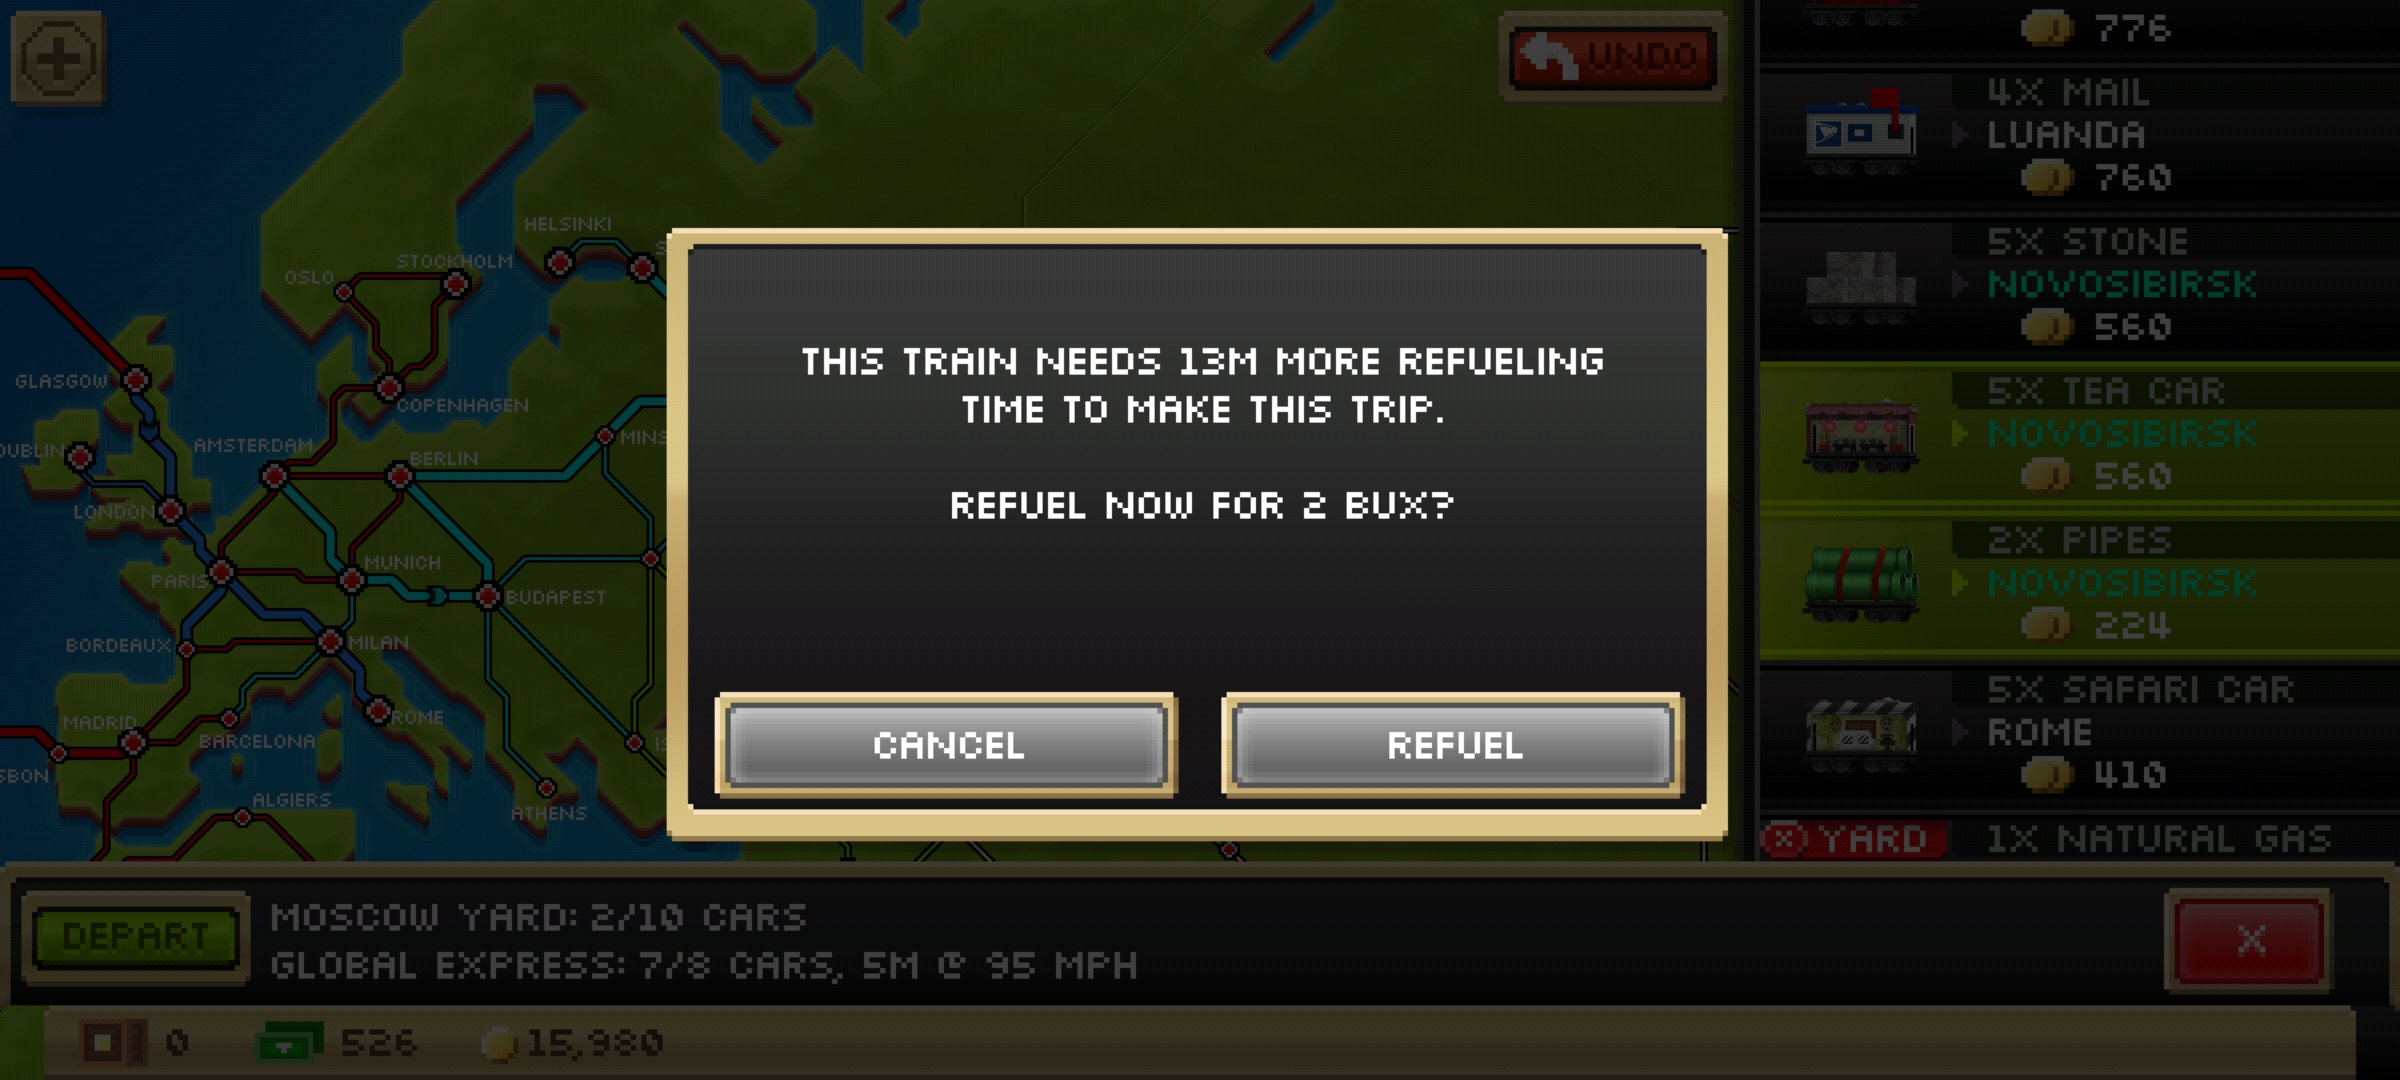 UNDO
776
4X MAIL
LUANDA
760
5X STONE
NOVOSIBIRSK
560
5X TEA CAR
NOVOSIBIRSK
560
2X PIPES
NOVOSIBIRSK
224
5X SAFARI CAR
ROME
410
YARD
1X NATURAL GAS
HELSINKI
STOCKHOLM
OSLO
GLASGOW
COPENHAGEN
AMSTERDAM
BERLIN
LONDON
MUNICH
PARIS
BUDAPEST
BORDEAUX
MILAN
MADRID
ROME
BARCELONA
ALGIERS
ATHENS
THIS TRAIN NEEDS 13M MORE REFUELING
TIME TO MAKE THIS TRIP.
REFUEL NOW FOR 2 BUX?
CANCEL
REFUEL
DEPART
MOSCOW YARD: 2/10 CARS
GLOBAL EXPRESS: 7/8 CARS, 5M @ 95 MPH
X
0
526
15,980